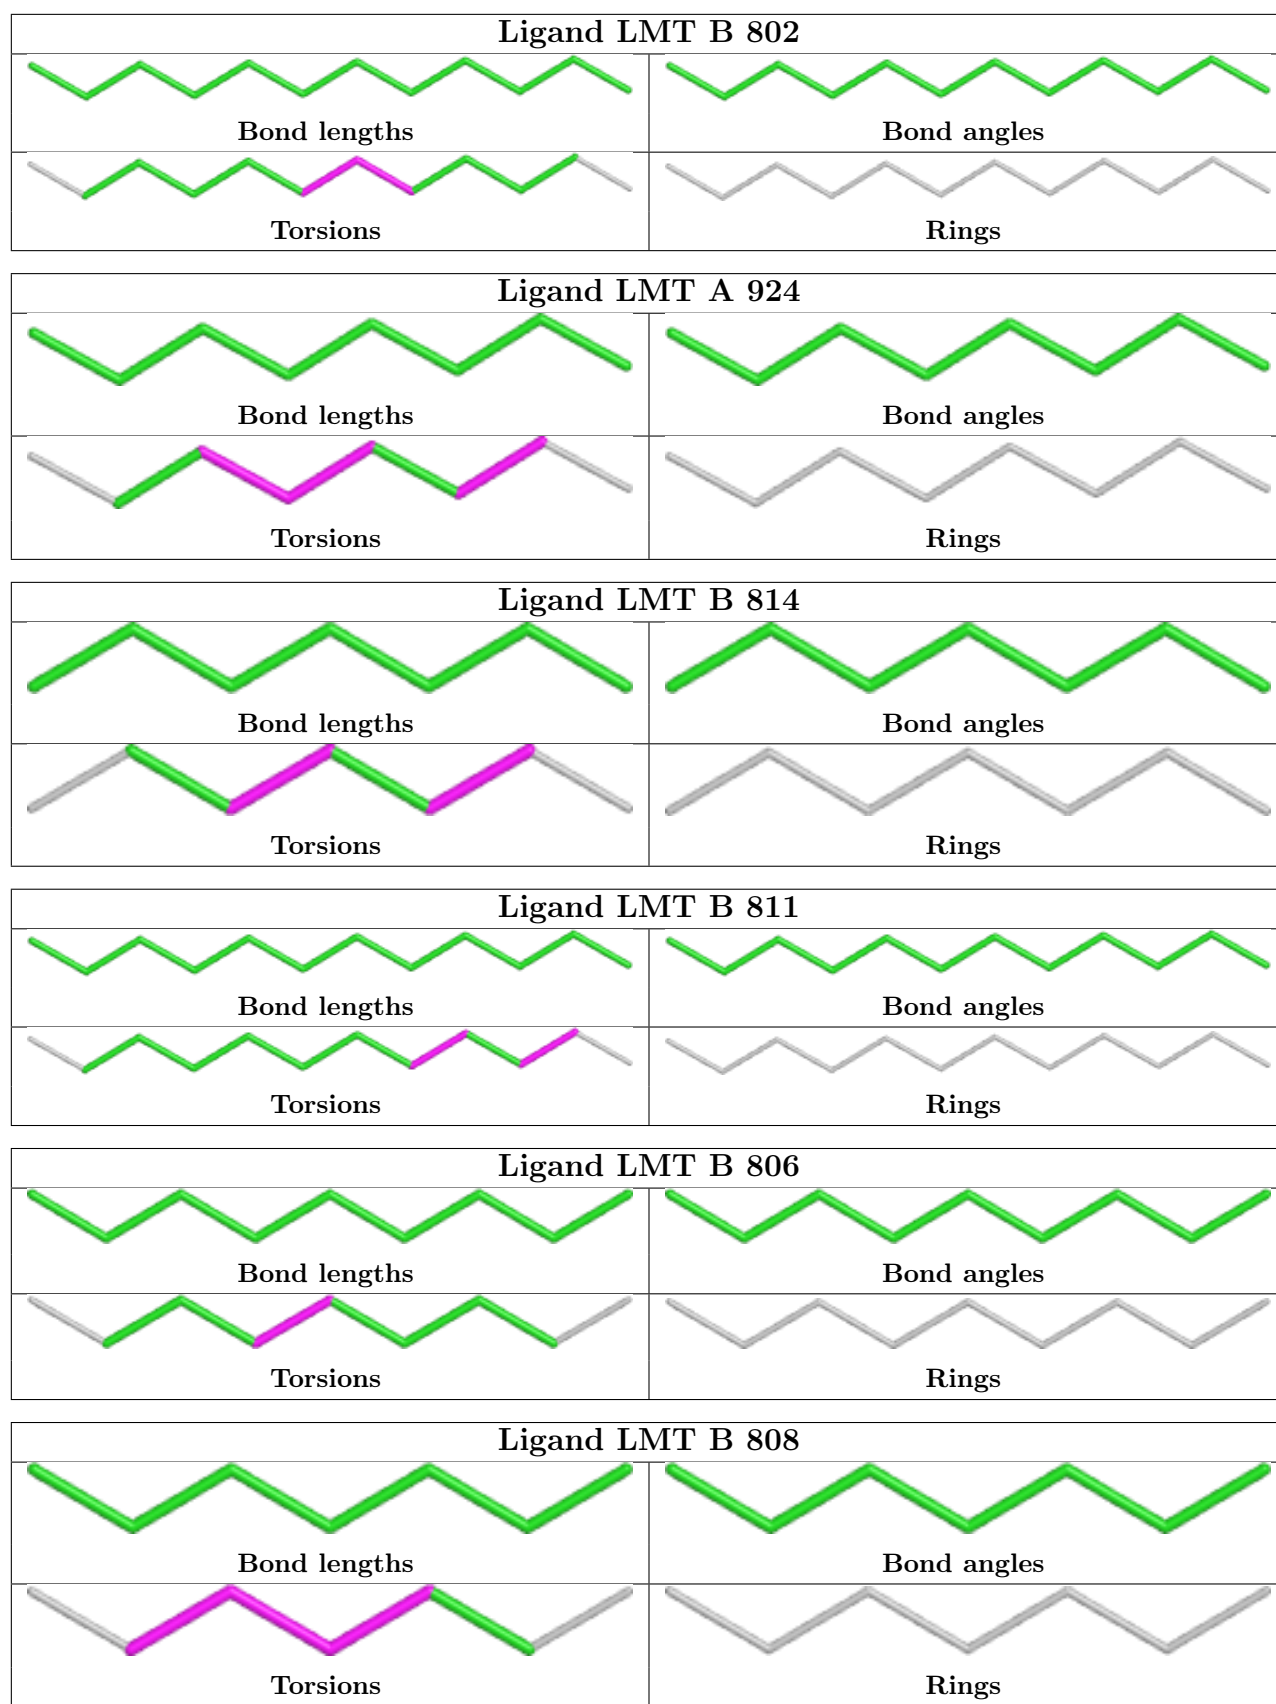 Ligand LMT B 802
Bond lengths
Bond angles
Torsions
Rings
Ligand LMT A 924
Bond lengths
Bond angles
Torsions
Rings
Ligand LMT B 814
Bond lengths
Bond angles
Torsions
Rings
Ligand LMT B 811
Bond lengths
Bond angles
Torsions
Rings
Ligand LMT B 806
Bond lengths
Bond angles
Torsions
Rings
Ligand LMT B 808
Bond lengths
Bond angles
Torsions
Rings